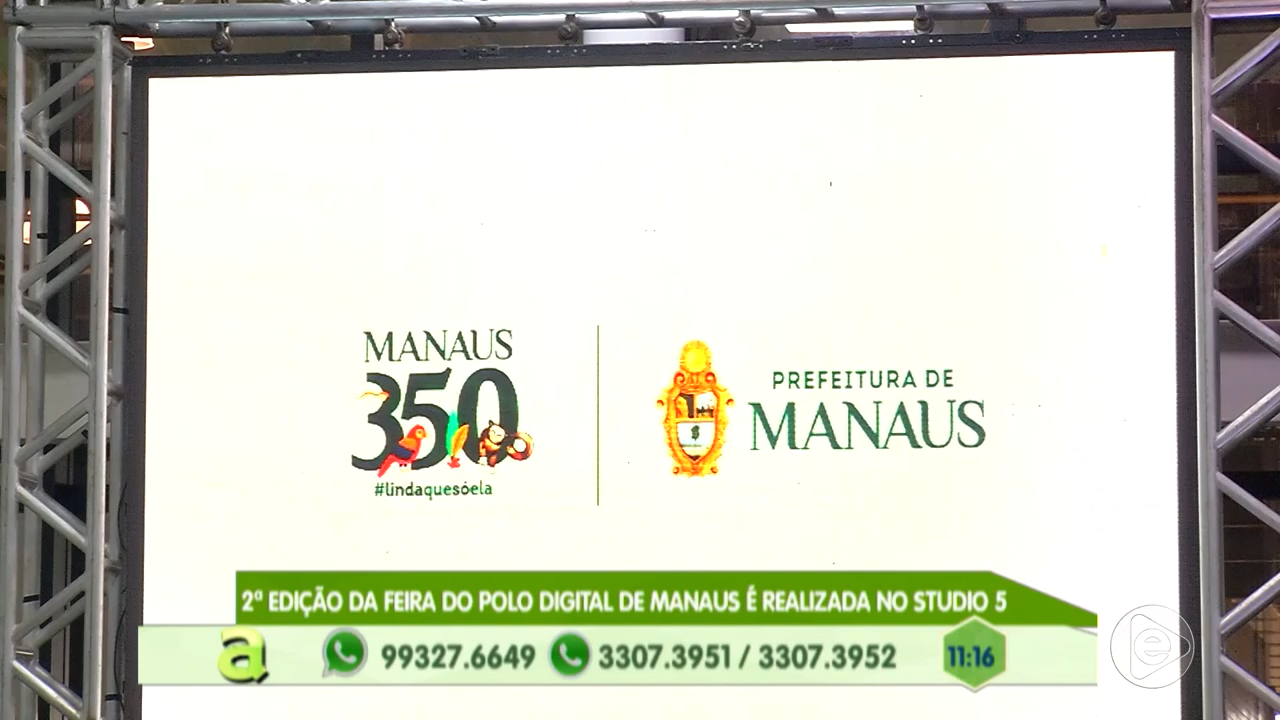 MANAUS
350
#lindaquesóela
PREFEITURA DE
MANAUS
2ª EDIÇÃO DA FEIRA DO POLO DIGITAL DE MANAUS É REALIZADA NO STUDIO 5
a 99327.6649 3307.3951 / 3307.3952 11:16
e